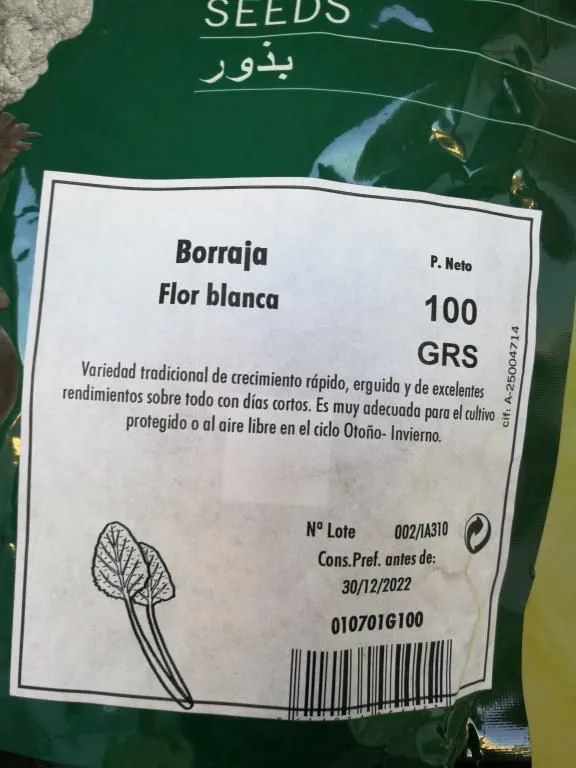 SEEDS
بذور
Borraja
Flor blanca
P. Neto
100
GRS
Variedad tradicional de crecimiento rápido, erguida y de excelentes
rendimientos sobre todo con días cortos. Es muy adecuada para el cultivo
protegido o al aire libre en el ciclo Otoño- Invierno.
cif: A-25004714
Nª Lote 002/IA310
Cons.Pref. antes de:
30/12/2022
010701G100